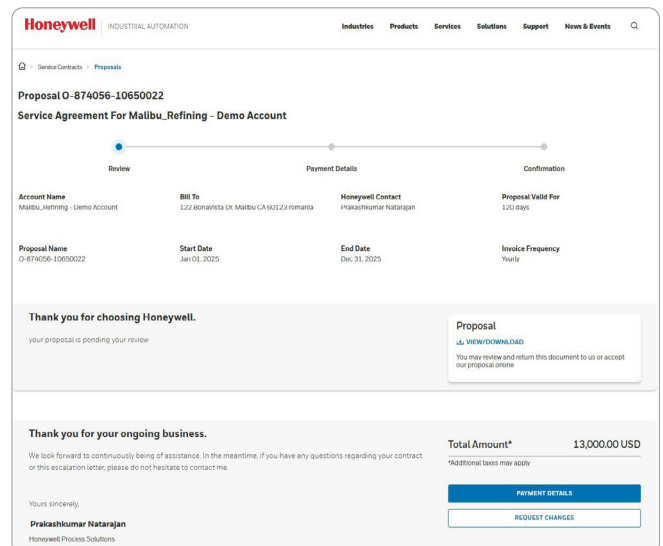 Honeywell INDUSTRIAL AUTOMATION Industries Products Services Solutions Support News & Events
> Service Contracts > Proposals
Proposal O-874056-10650022
Service Agreement For Malibu_Refining - Demo Account
Review Payment Details Confirmation
Account Name Bill To Honeywell Contact Proposal Valid For
Malibu_Refining - Demo Account 122 BonaVista Dr, Malibu CA 60123 romania Prakashkumar Natarajan 120 days
Proposal Name Start Date End Date Invoice Frequency
O-874056-10650022 Jan 01, 2025 Dec 31, 2025 Yearly
Thank you for choosing Honeywell.
your proposal is pending your review
Proposal
VIEW/DOWNLOAD
You may review and return this document to us or accept
our proposal online
Thank you for your ongoing business.
We look forward to continuously being of assistance. In the meantime, if you have any questions regarding your contract
or this escalation letter, please do not hesitate to contact me.
Yours sincerely,
Prakashkumar Natarajan
Honeywell Process Solutions
Total Amount* 13,000.00 USD
*Additional taxes may apply
PAYMENT DETAILS
REQUEST CHANGES